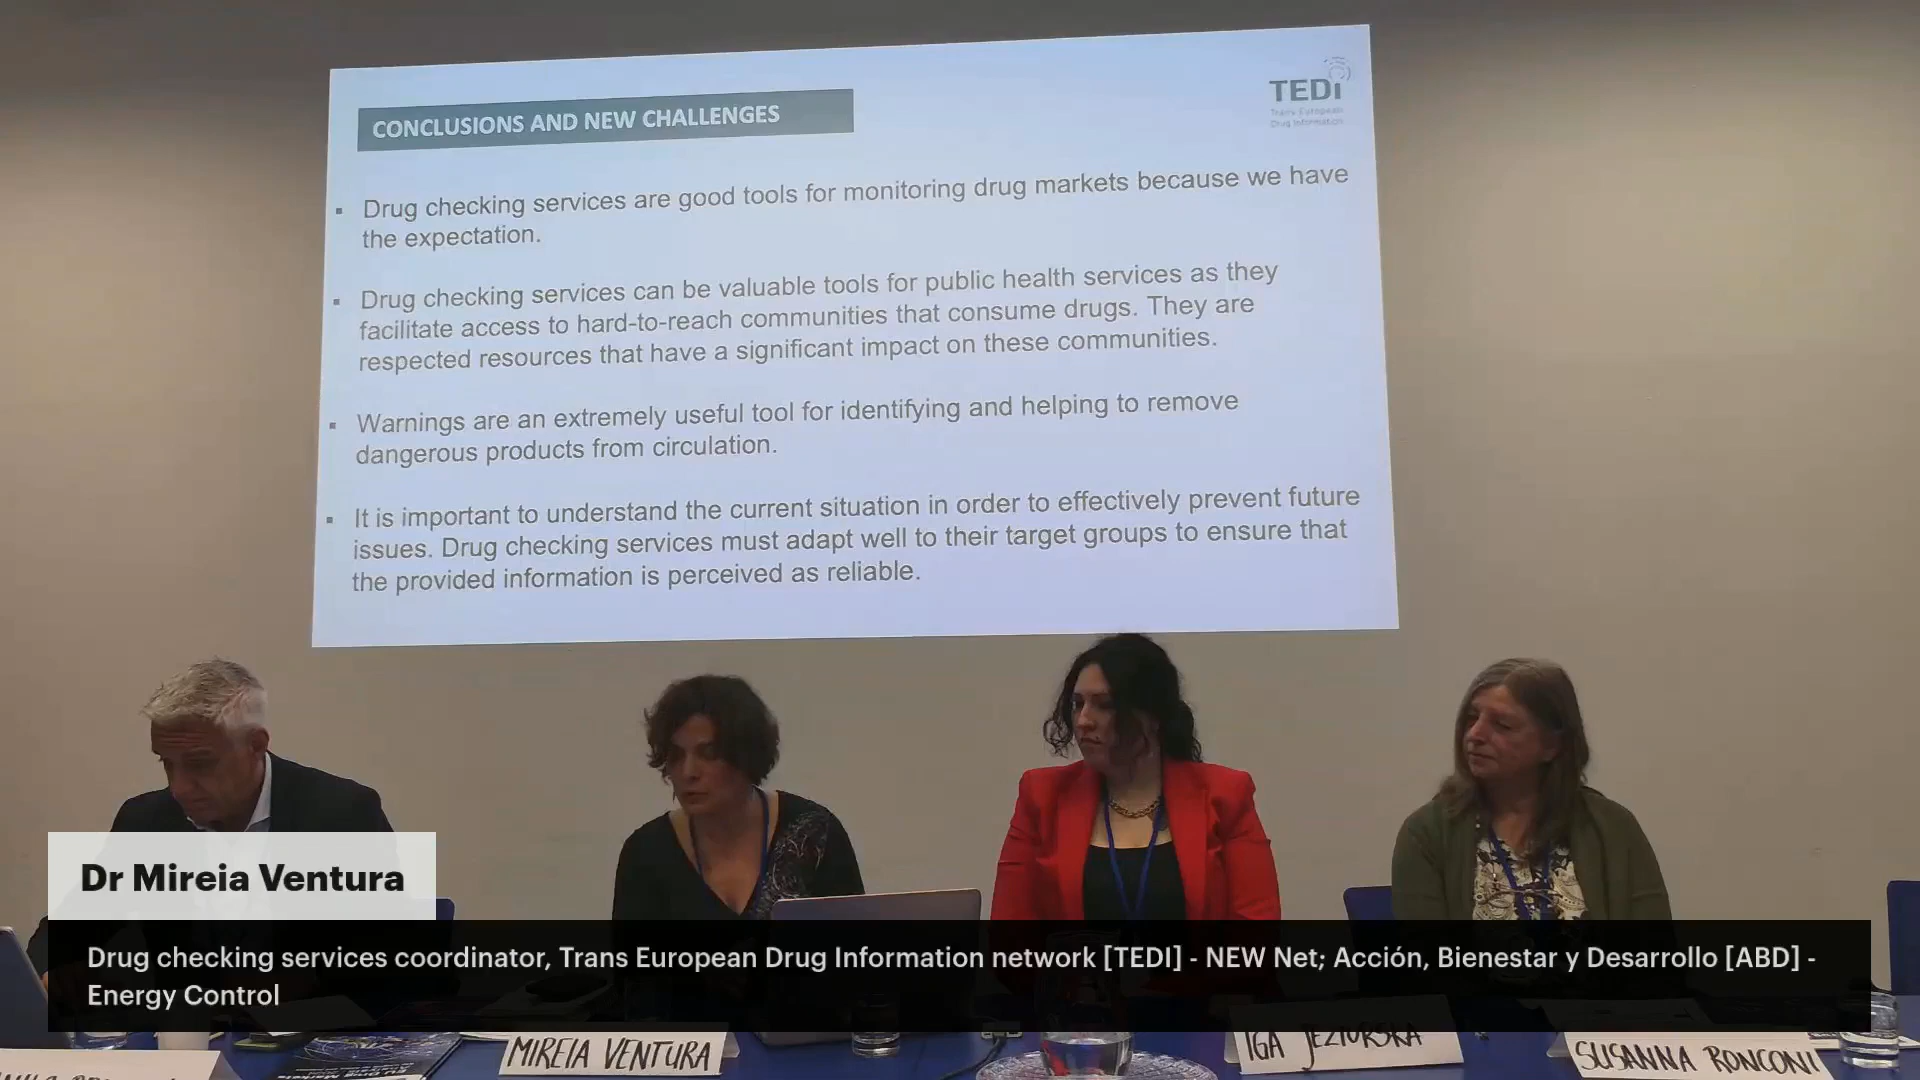 CONCLUSIONS AND NEW CHALLENGES
TEDI
Trans European
Drug Information
▪ Drug checking services are good tools for monitoring drug markets because we have
the expectation.
▪ Drug checking services can be valuable tools for public health services as they
facilitate access to hard-to-reach communities that consume drugs. They are
respected resources that have a significant impact on these communities.
▪ Warnings are an extremely useful tool for identifying and helping to remove
dangerous products from circulation.
▪ It is important to understand the current situation in order to effectively prevent future
issues. Drug checking services must adapt well to their target groups to ensure that
the provided information is perceived as reliable.
Dr Mireia Ventura
Drug checking services coordinator, Trans European Drug Information network [TEDI] - NEW Net; Acción, Bienestar y Desarrollo [ABD] -
Energy Control
MIREIA VENTURA
IGA JEZIORSKA
SUSANNA RONCONI